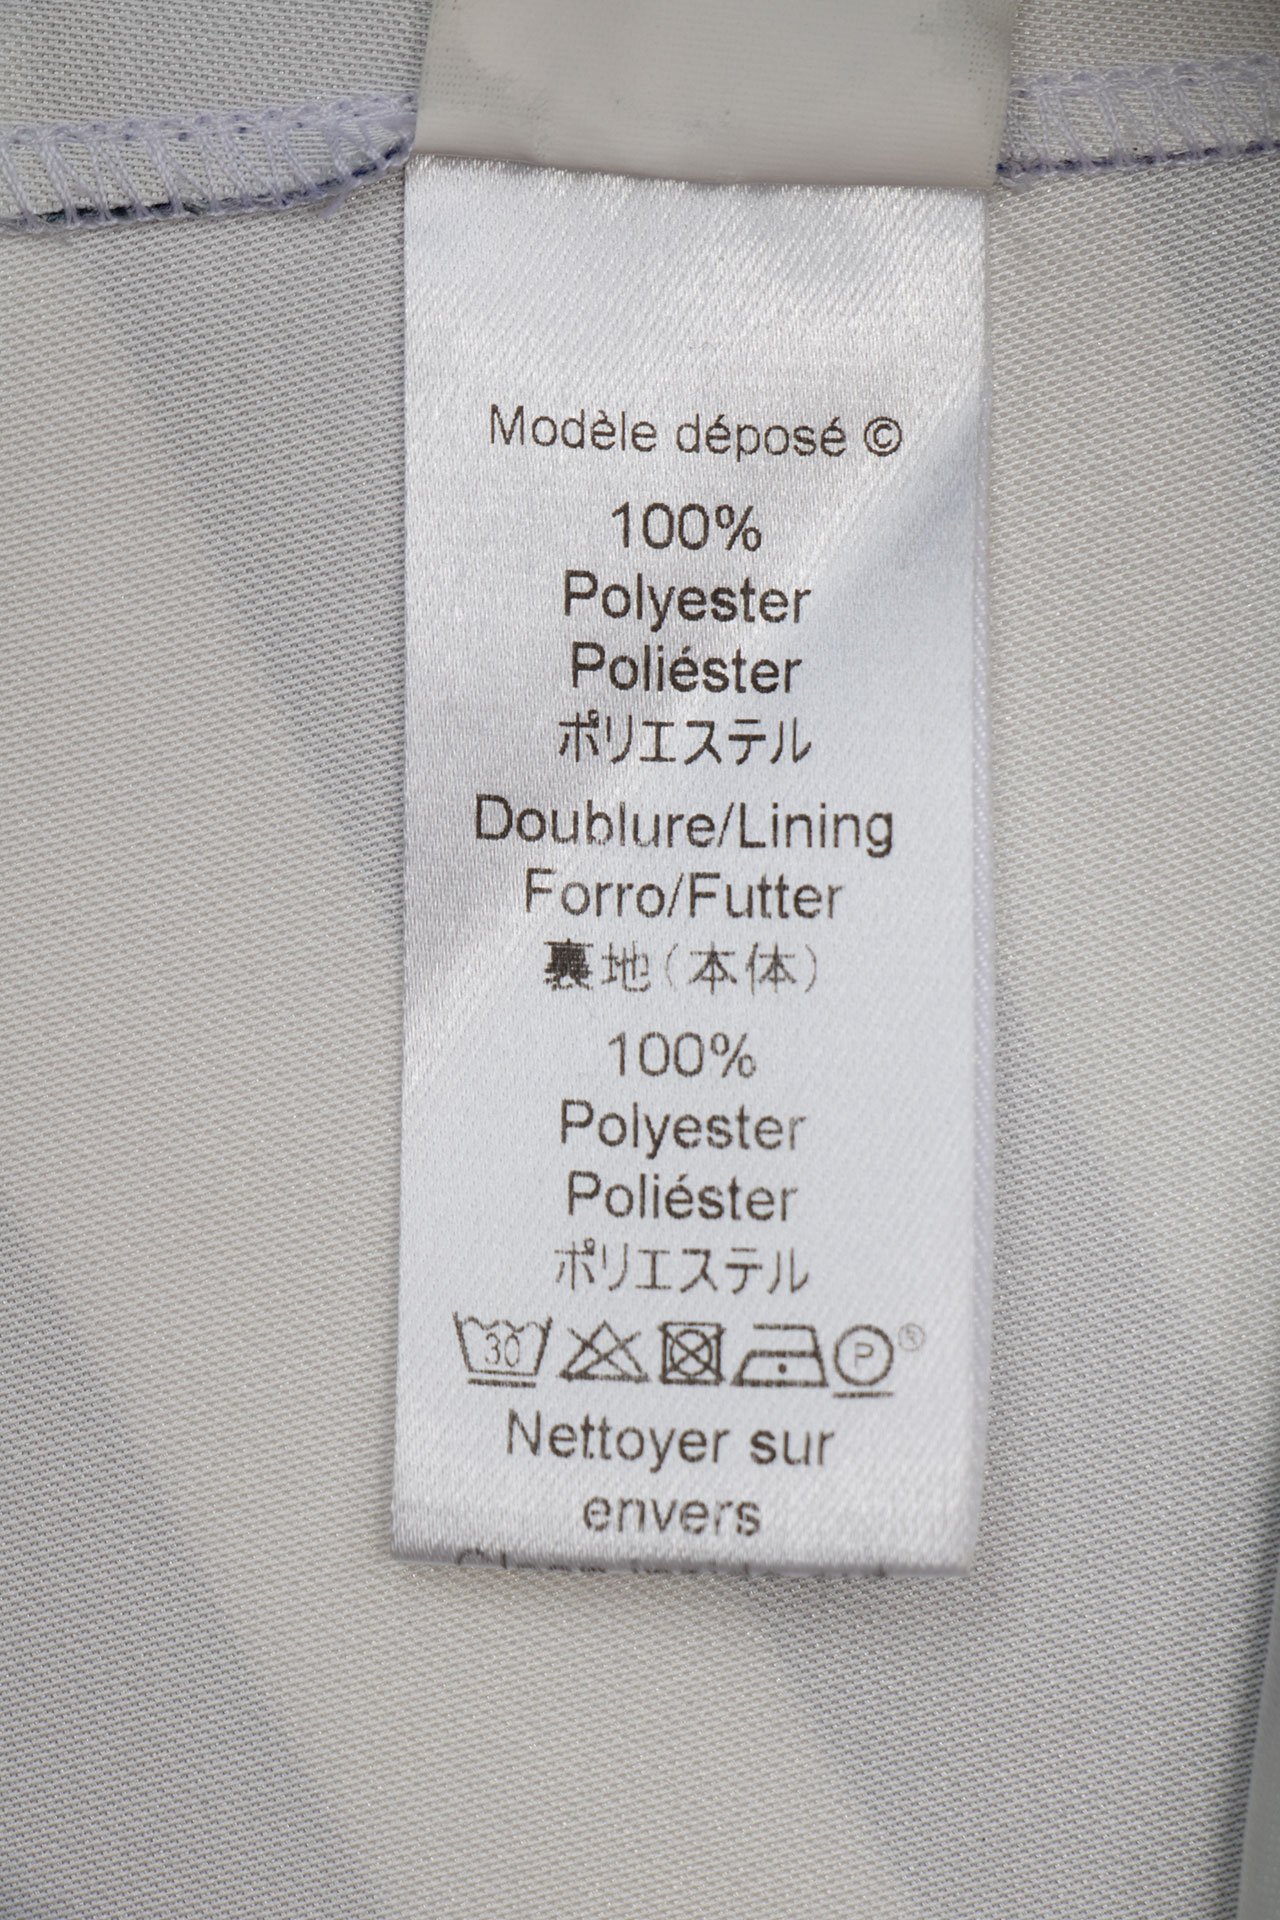 Modèle déposé ©
100%
Polyester
Poliéster
ポリエステル
Doublure/Lining
Forro/Futter
裏地(本体)
100%
Polyester
Poliéster
ポリエステル
30 P ®
Nettoyer sur
envers